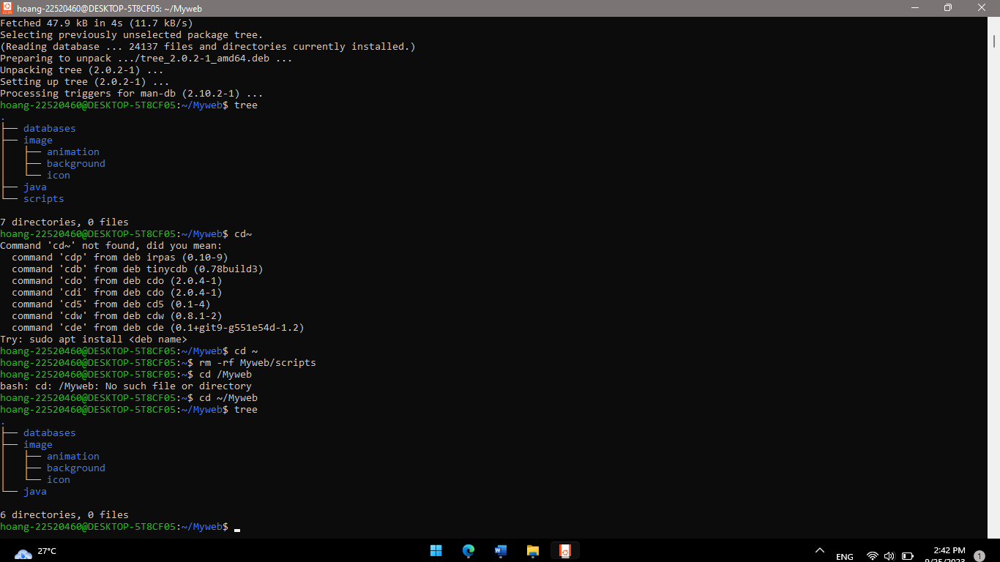 hoang-22520460@DESKTOP-5T8CF05: ~/Myweb
Fetched 47.9 kB in 4s (11.7 kB/s)
Selecting previously unselected package tree.
(Reading database ... 24137 files and directories currently installed.)
Preparing to unpack .../tree_2.0.2-1_amd64.deb ...
Unpacking tree (2.0.2-1) ...
Setting up tree (2.0.2-1) ...
Processing triggers for man-db (2.10.2-1) ...
hoang-22520460@DESKTOP-5T8CF05:~/Myweb$ tree
.
├── databases
├── image
│   ├── animation
│   ├── background
│   └── icon
├── java
└── scripts
7 directories, 0 files
hoang-22520460@DESKTOP-5T8CF05:~/Myweb$ cd~
Command 'cd~' not found, did you mean:
  command 'cdp' from deb irpas (0.10-9)
  command 'cdb' from deb tinycdb (0.78build3)
  command 'cdo' from deb cdo (2.0.4-1)
  command 'cdi' from deb cdo (2.0.4-1)
  command 'cd5' from deb cd5 (0.1-4)
  command 'cdw' from deb cdw (0.8.1-2)
  command 'cde' from deb cde (0.1+git9-g551e54d-1.2)
Try: sudo apt install <deb name>
hoang-22520460@DESKTOP-5T8CF05:~/Myweb$ cd ~
hoang-22520460@DESKTOP-5T8CF05:~$ rm -rf Myweb/scripts
hoang-22520460@DESKTOP-5T8CF05:~$ cd /Myweb
bash: cd: /Myweb: No such file or directory
hoang-22520460@DESKTOP-5T8CF05:~$ cd ~/Myweb
hoang-22520460@DESKTOP-5T8CF05:~/Myweb$ tree
.
├── databases
├── image
│   ├── animation
│   ├── background
│   └── icon
└── java
6 directories, 0 files
hoang-22520460@DESKTOP-5T8CF05:~/Myweb$
27°C
ENG
2:42 PM
9/25/2023
1